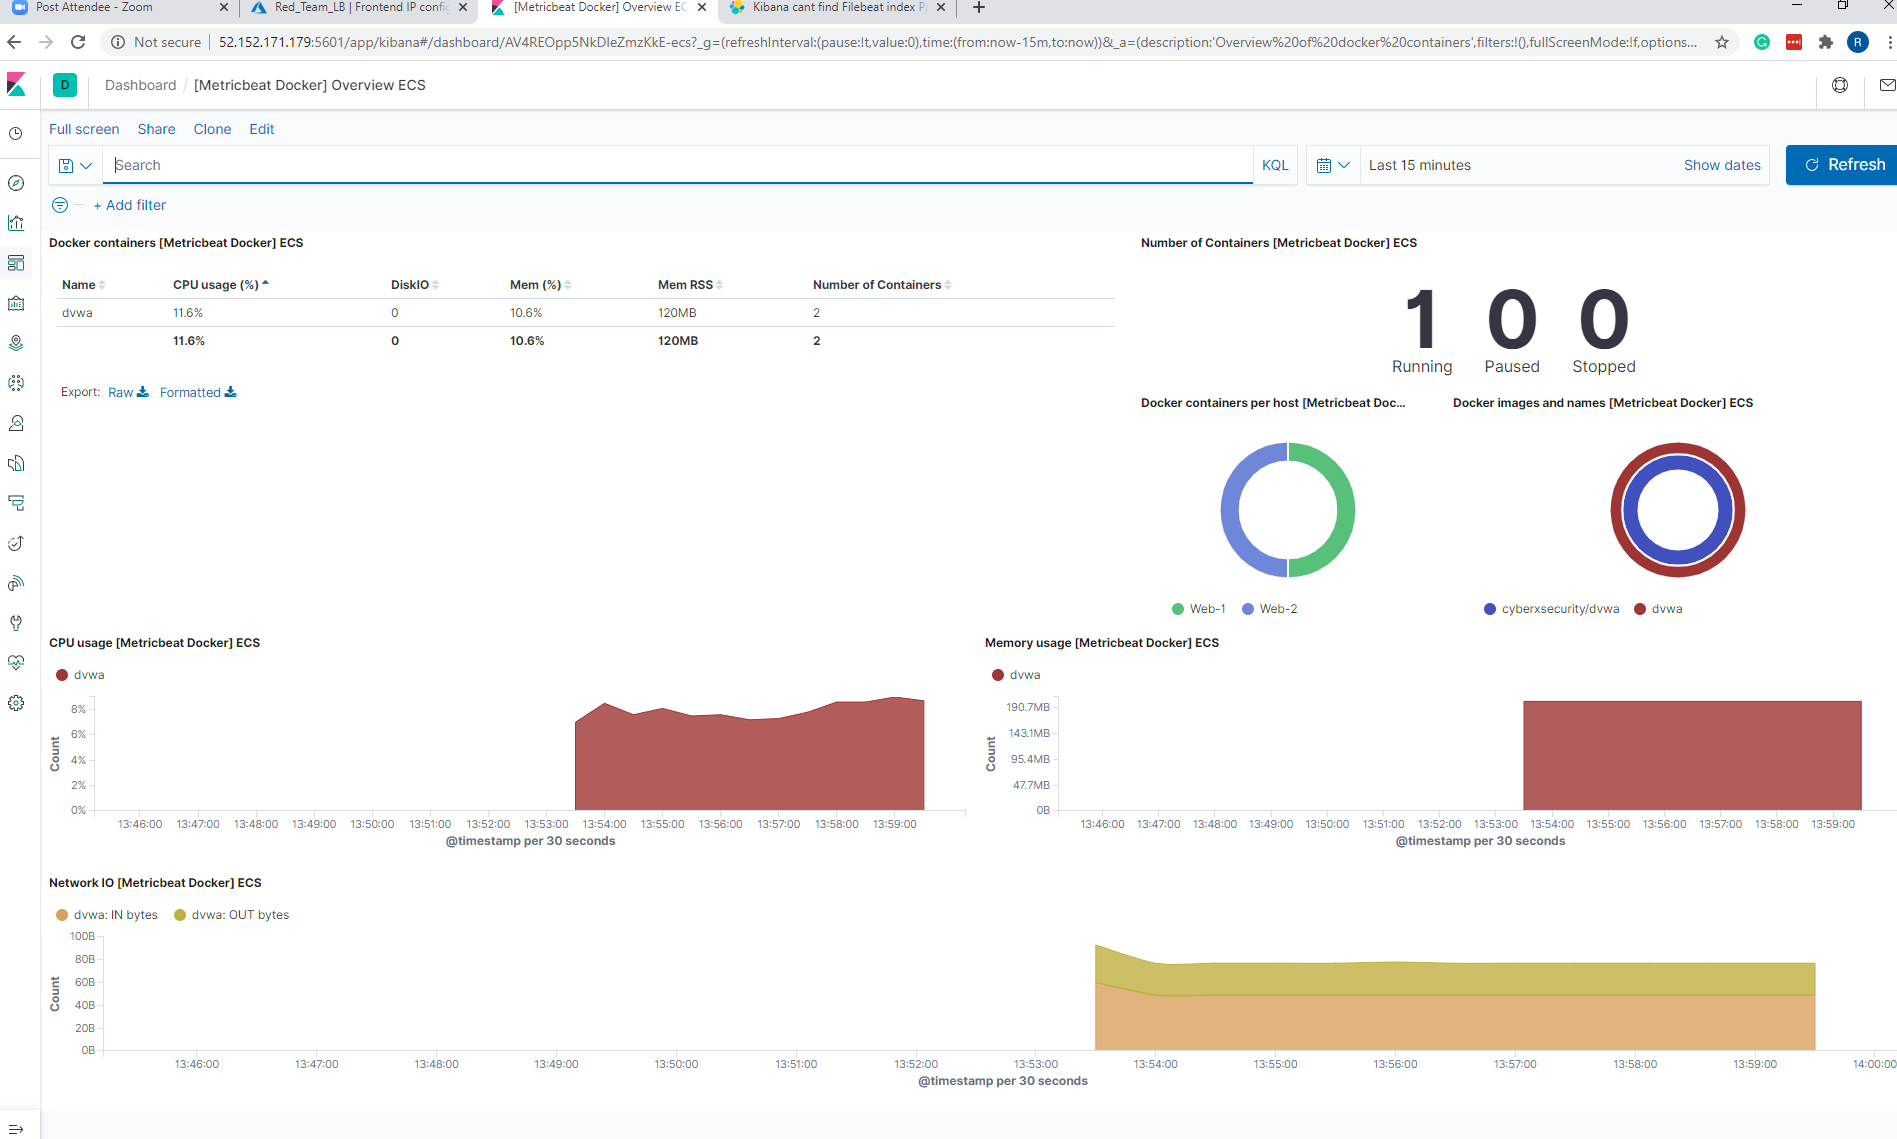 Post Attendee - Zoom
Red_Team_LB | Frontend IP config
[Metricbeat Docker] Overview EC
Kibana cant find Filebeat index P
Not secure | 52.152.171.179:5601/app/kibana#/dashboard/AV4REOpp5NkDleZmzKkE-ecs?_g=(refreshInterval:(pause:!t,value:0),time:(from:now-15m,to:now))&_a=(description:'Overview%20of%20docker%20containers',filters:!(),fullScreenMode:!f,options...
R
D Dashboard / [Metricbeat Docker] Overview ECS
Full screen Share Clone Edit
Search KQL Last 15 minutes Show dates Refresh
+ Add filter
Docker containers [Metricbeat Docker] ECS
Name CPU usage (%) DiskIO Mem (%) Mem RSS Number of Containers
dvwa 11.6% 0 10.6% 120MB 2
11.6% 0 10.6% 120MB 2
Export: Raw Formatted
Number of Containers [Metricbeat Docker] ECS
1 0 0
Running Paused Stopped
Docker containers per host [Metricbeat Doc...
Web-1 Web-2
Docker images and names [Metricbeat Docker] ECS
cyberxsecurity/dvwa dvwa
CPU usage [Metricbeat Docker] ECS
dvwa
8%
6%
4%
2%
0%
Count
13:46:00 13:47:00 13:48:00 13:49:00 13:50:00 13:51:00 13:52:00 13:53:00 13:54:00 13:55:00 13:56:00 13:57:00 13:58:00 13:59:00
@timestamp per 30 seconds
Memory usage [Metricbeat Docker] ECS
dvwa
190.7MB
143.1MB
95.4MB
47.7MB
0B
Count
13:46:00 13:47:00 13:48:00 13:49:00 13:50:00 13:51:00 13:52:00 13:53:00 13:54:00 13:55:00 13:56:00 13:57:00 13:58:00 13:59:00
@timestamp per 30 seconds
Network IO [Metricbeat Docker] ECS
dvwa: IN bytes dvwa: OUT bytes
100B
80B
60B
40B
20B
0B
Count
13:46:00 13:47:00 13:48:00 13:49:00 13:50:00 13:51:00 13:52:00 13:53:00 13:54:00 13:55:00 13:56:00 13:57:00 13:58:00 13:59:00 14:00:00
@timestamp per 30 seconds